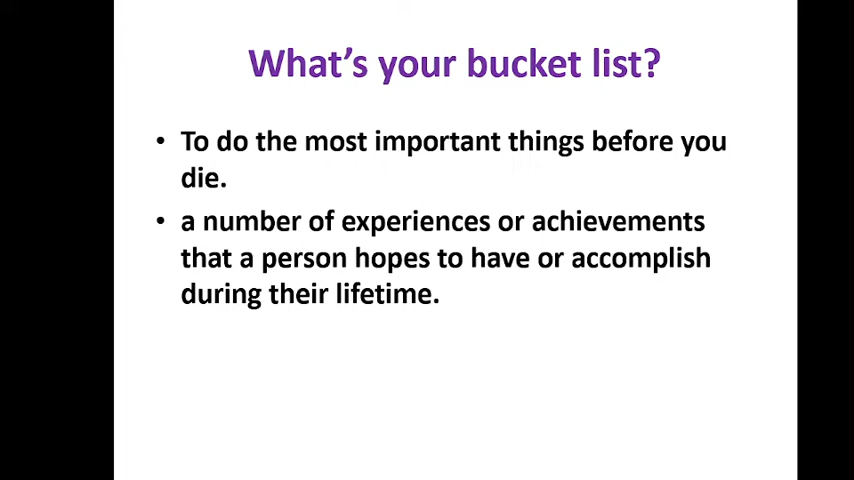 What's your bucket list?
• To do the most important things before you
die.
• a number of experiences or achievements
that a person hopes to have or accomplish
during their lifetime.